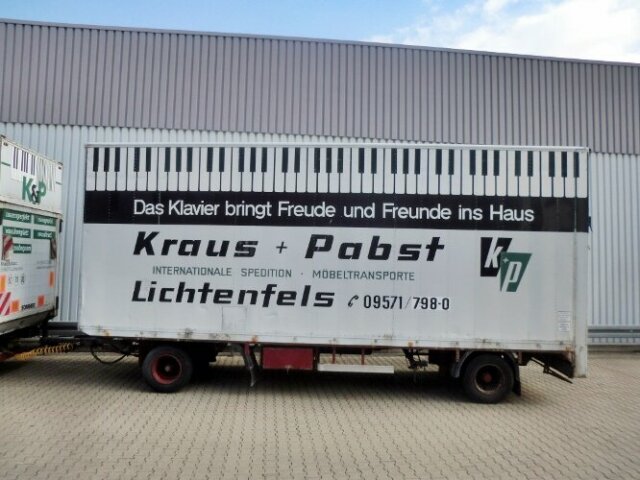 Das Klavier bringt Freude und Freunde ins Haus
Kraus + Pabst
K+P
INTERNATIONALE SPEDITION · MÖBELTRANSPORTE
Lichtenfels ✆ 09571/798-0
K&P